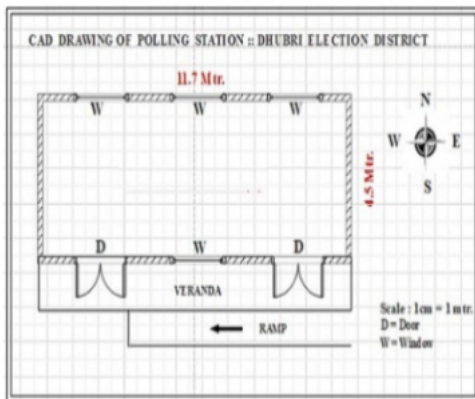 CAD DRAWING OF POLLING STATION :: DHUBRI ELECTION DISTRICT
11.7 Mtr.
W W W
N
W E
S
4.5 Mtr.
D W D
VERANDA
RAMP
Scale : 1cm = 1 mtr.
D = Door
W = Window